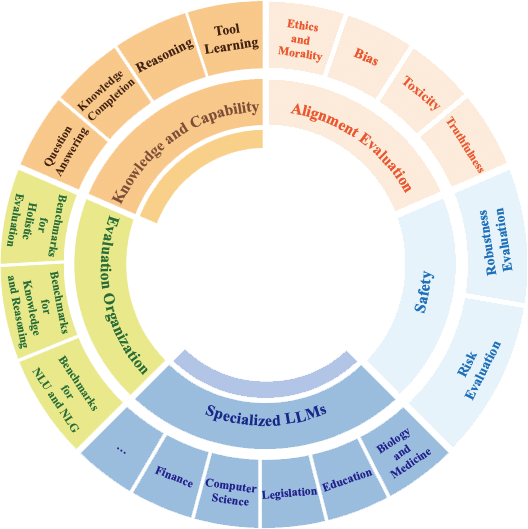 Tool
Learning
Reasoning
Knowledge
Completion
Question
Answering
Knowledge and Capability
Ethics
and
Morality
Bias
Toxicity
Truthfulness
Alignment Evaluation
Robustness
Evaluation
Risk
Evaluation
Safety
Biology
and
Medicine
Education
Legislation
Computer
Science
Finance
...
Specialized LLMs
Benchmarks
for
NLU and NLG
Benchmarks
for
Knowledge
and Reasoning
Benchmarks
for
Holistic
Evaluation
Evaluation Organization